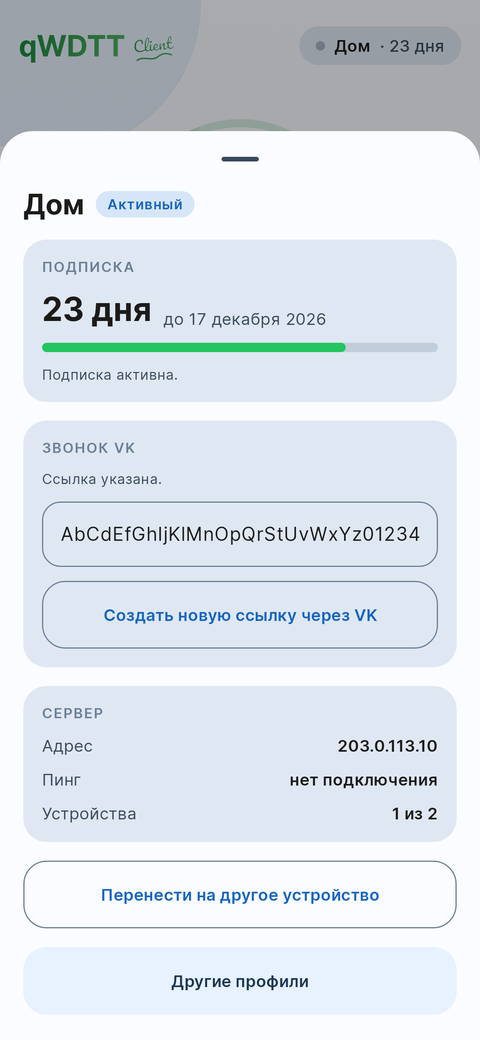 qWDTT Client
Дом · 23 дня
Дом
Активный
ПОДПИСКА
23 дня до 17 декабря 2026
Подписка активна.
ЗВОНОК VK
Ссылка указана.
AbCdEfGhIjKlMnOpQrStUvWxYz01234
Создать новую ссылку через VK
СЕРВЕР
Адрес 203.0.113.10
Пинг нет подключения
Устройства 1 из 2
Перенести на другое устройство
Другие профили